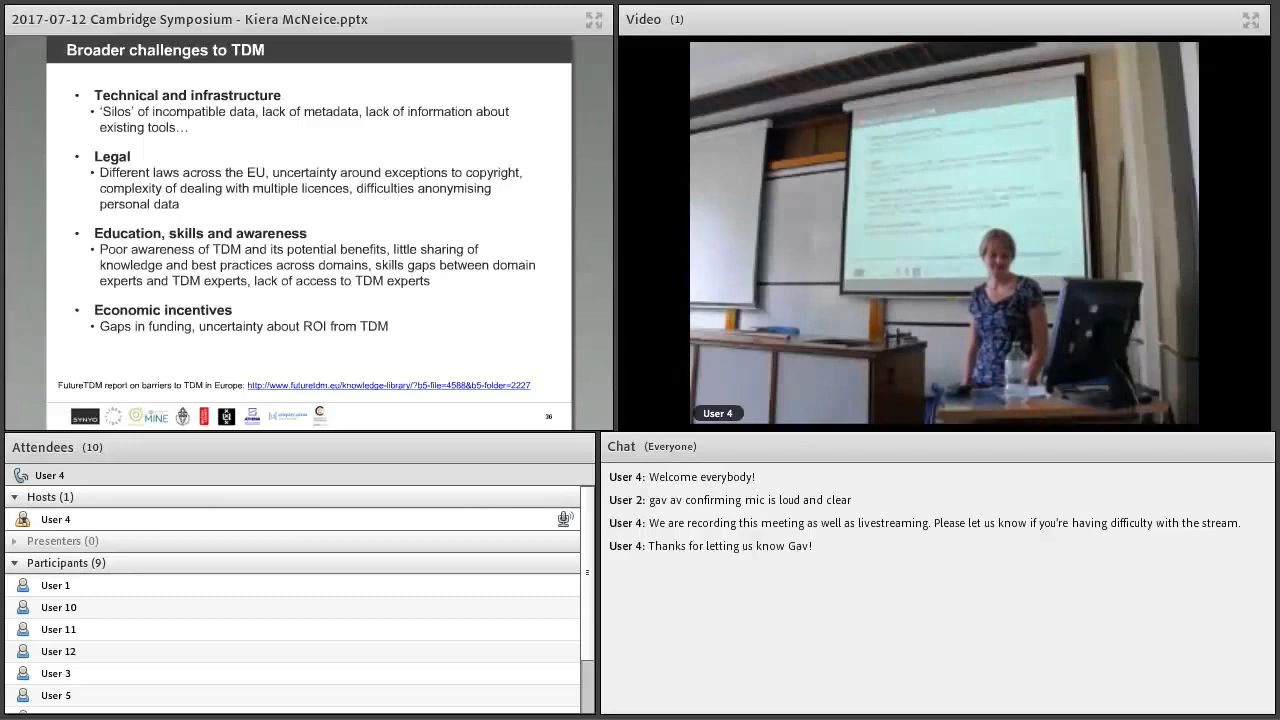 2017-07-12 Cambridge Symposium - Kiera McNeice.pptx
Broader challenges to TDM
• Technical and infrastructure
• ‘Silos’ of incompatible data, lack of metadata, lack of information about
existing tools…
• Legal
• Different laws across the EU, uncertainty around exceptions to copyright,
complexity of dealing with multiple licences, difficulties anonymising
personal data
• Education, skills and awareness
• Poor awareness of TDM and its potential benefits, little sharing of
knowledge and best practices across domains, skills gaps between domain
experts and TDM experts, lack of access to TDM experts
• Economic incentives
• Gaps in funding, uncertainty about ROI from TDM
FutureTDM report on barriers to TDM in Europe: http://www.futuretdm.eu/knowledge-library/?b5-file=4588&b5-folder=2227
SYNYO
MINE
36
Video (1)
User 4
Attendees (10)
User 4
Hosts (1)
User 4
Presenters (0)
Participants (9)
User 1
User 10
User 11
User 12
User 3
User 5
Chat (Everyone)
User 4: Welcome everybody!
User 2: gav av confirming mic is loud and clear
User 4: We are recording this meeting as well as livestreaming. Please let us know if you're having difficulty with the stream.
User 4: Thanks for letting us know Gav!